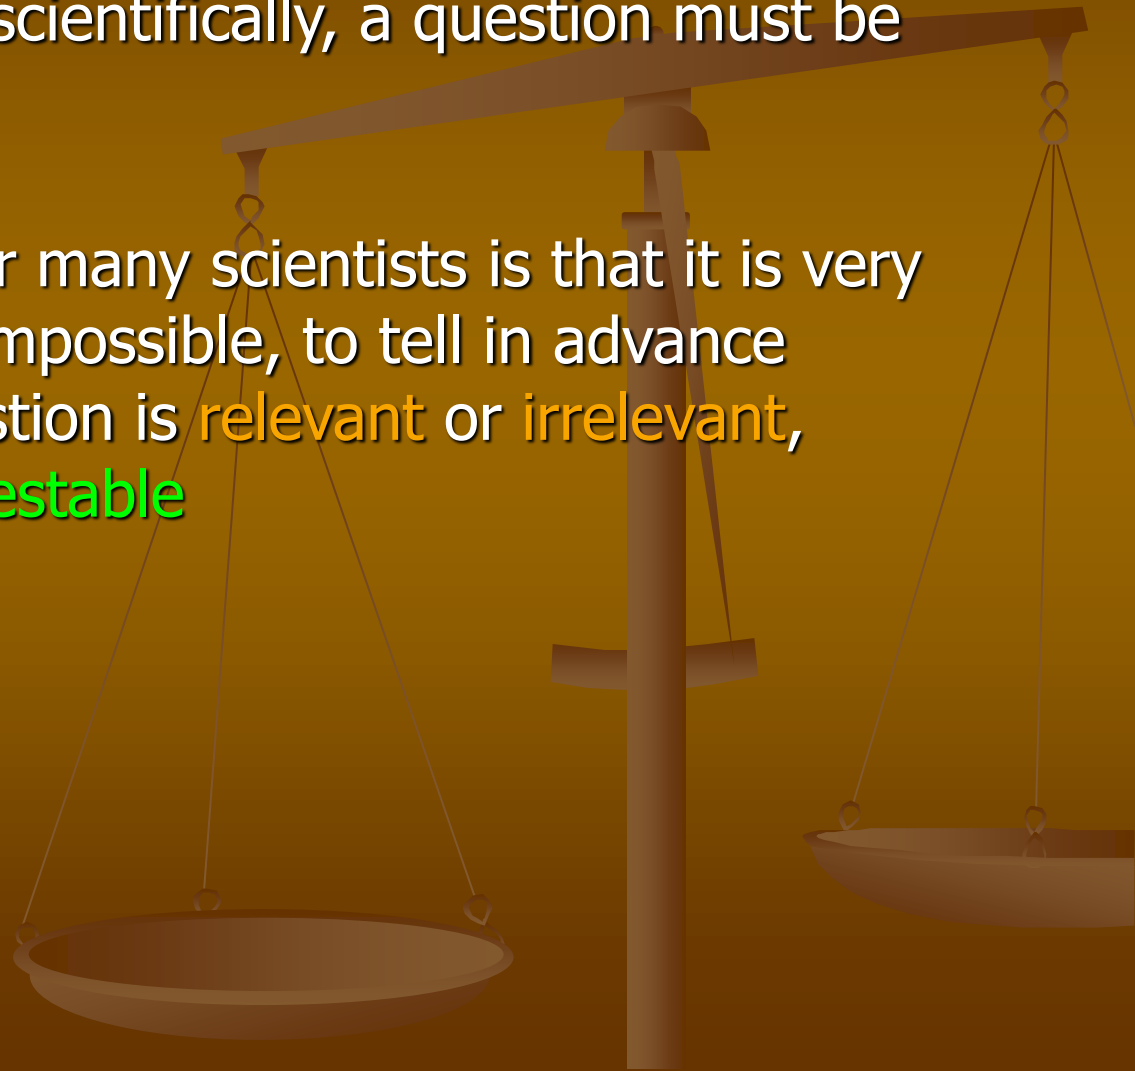 scientifically, a question must be
r many scientists is that it is very
mpossible, to tell in advance
stion is relevant or irrelevant,
estable